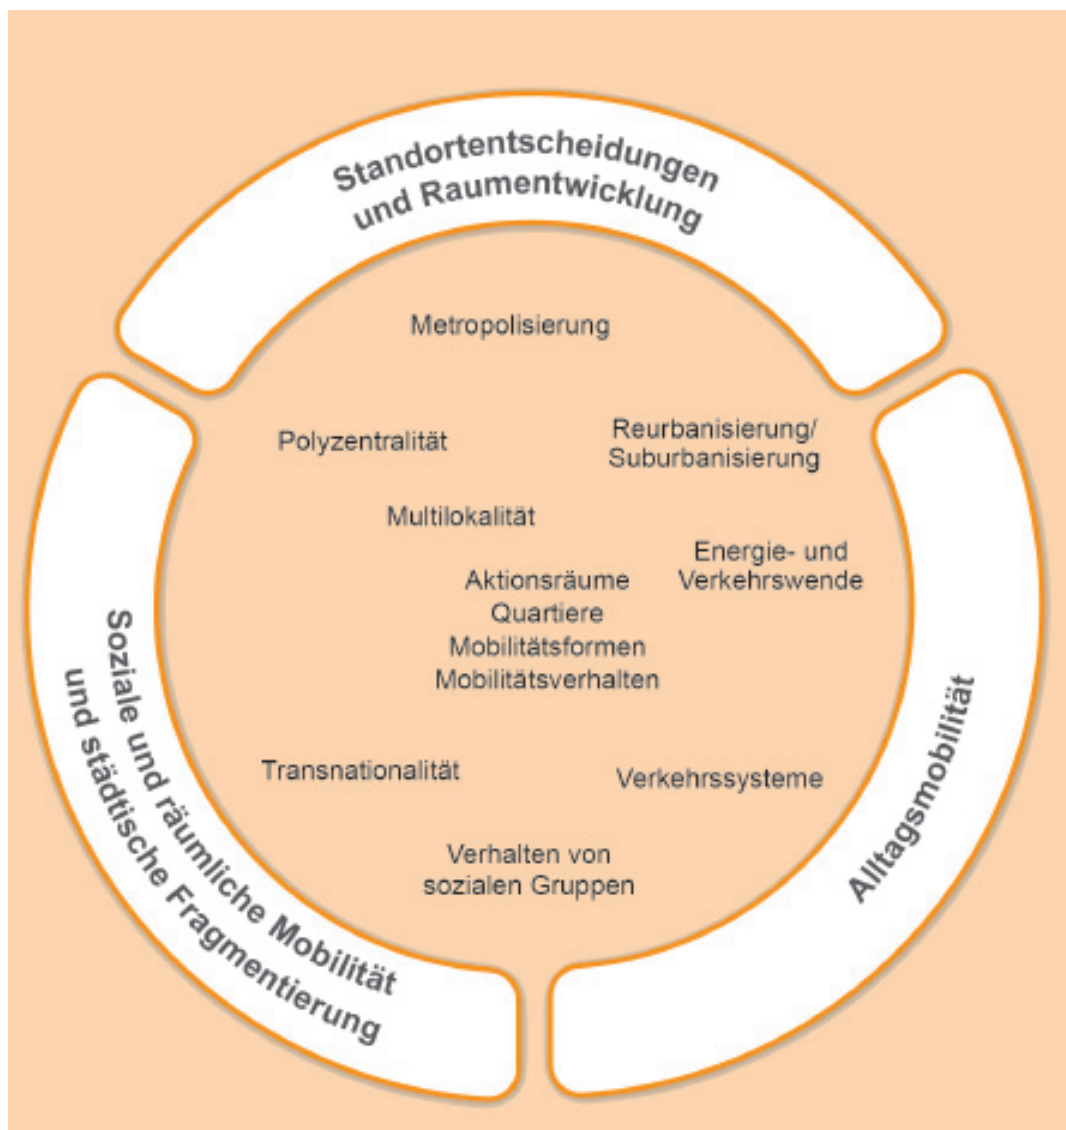 Standortentscheidungen
und Raumentwicklung
Metropolisierung
Polyzentralität
Reurbanisierung/
Suburbanisierung
Multilokalität
Energie- und
Verkehrswende
Aktionsräume
Quartiere
Mobilitätsformen
Mobilitätsverhalten
Transnationalität
Verkehrssysteme
Verhalten von
sozialen Gruppen
Soziale und räumliche Mobilität
und städtische Fragmentierung
Alltagsmobilität